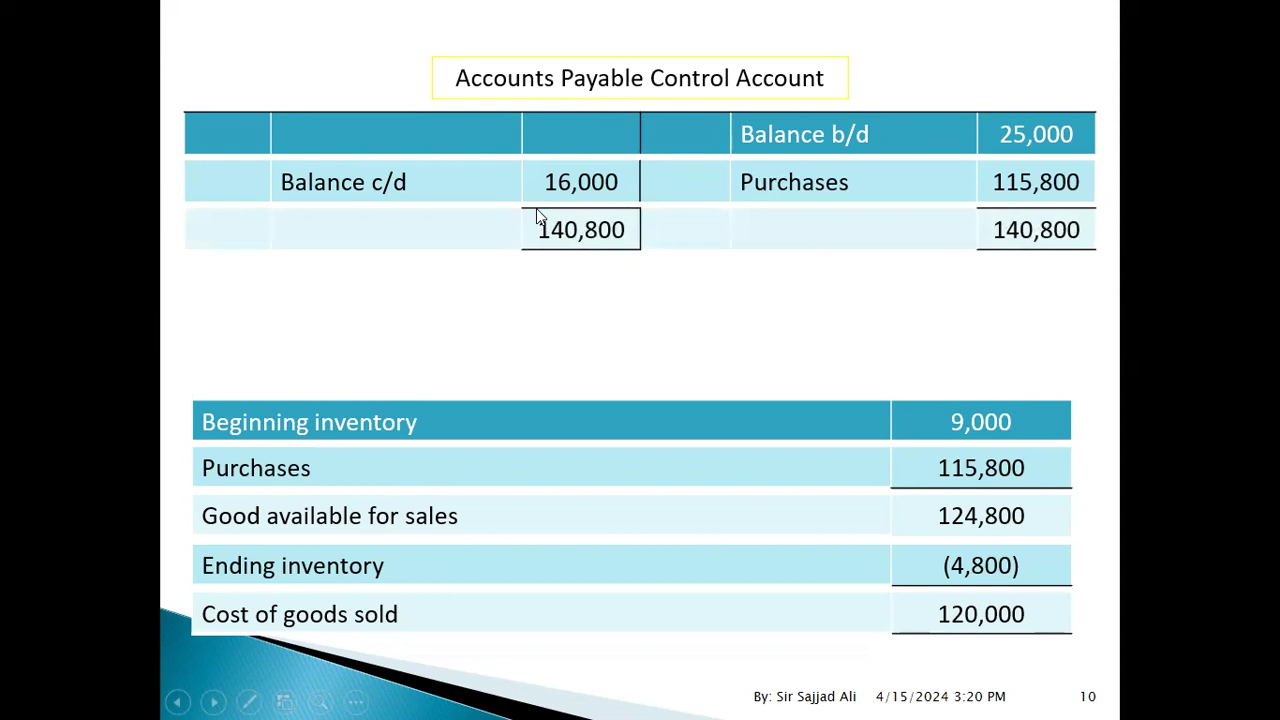 Accounts Payable Control Account
Balance b/d 25,000
Balance c/d 16,000 Purchases 115,800
140,800 140,800
Beginning inventory 9,000
Purchases 115,800
Good available for sales 124,800
Ending inventory (4,800)
Cost of goods sold 120,000
By: Sir Sajjad Ali 4/15/2024 3:20 PM 10